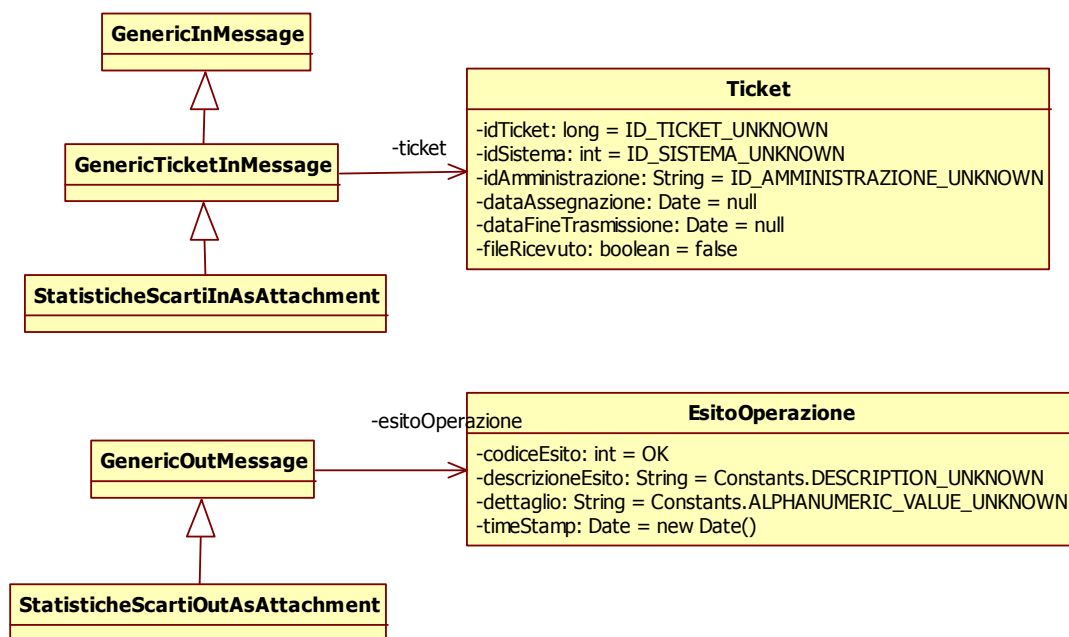 GenericInMessage
Ticket
-idTicket: long = ID_TICKET_UNKNOWN
-idSistema: int = ID_SISTEMA_UNKNOWN
-idAmministrazione: String = ID_AMMINISTRAZIONE_UNKNOWN
-dataAssegnazione: Date = null
-dataFineTrasmissione: Date = null
-fileRicevuto: boolean = false
-ticket
GenericTicketInMessage
StatisticheScartiInAsAttachment
-esitoOperazione
EsitoOperazione
-codiceEsito: int = OK
-descrizioneEsito: String = Constants.DESCRIPTION_UNKNOWN
-dettaglio: String = Constants.ALPHANUMERIC_VALUE_UNKNOWN
-timeStamp: Date = new Date()
GenericOutMessage
StatisticheScartiOutAsAttachment